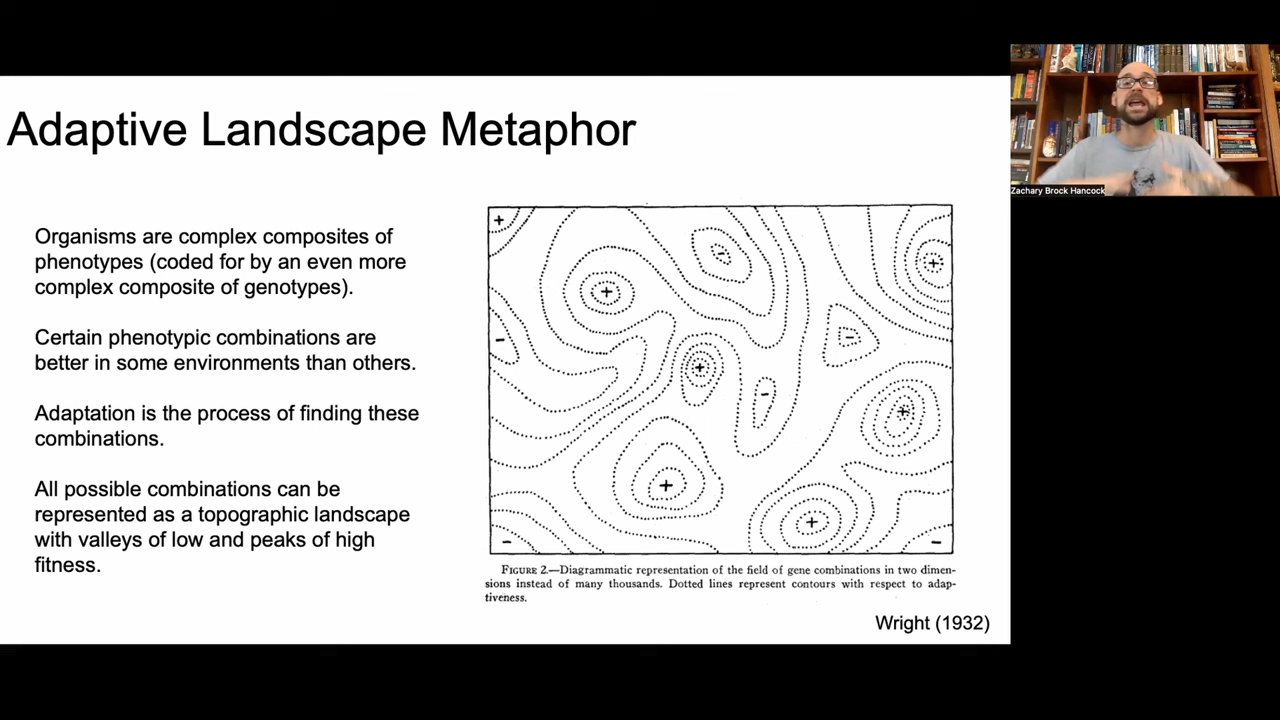 Adaptive Landscape Metaphor
Zachary Brock Hancock
Organisms are complex composites of
phenotypes (coded for by an even more
complex composite of genotypes).
Certain phenotypic combinations are
better in some environments than others.
Adaptation is the process of finding these
combinations.
All possible combinations can be
represented as a topographic landscape
with valleys of low and peaks of high
fitness.
FIGURE 2.—Diagrammatic representation of the field of gene combinations in two dimen-
sions instead of many thousands. Dotted lines represent contours with respect to adap-
tiveness.
Wright (1932)